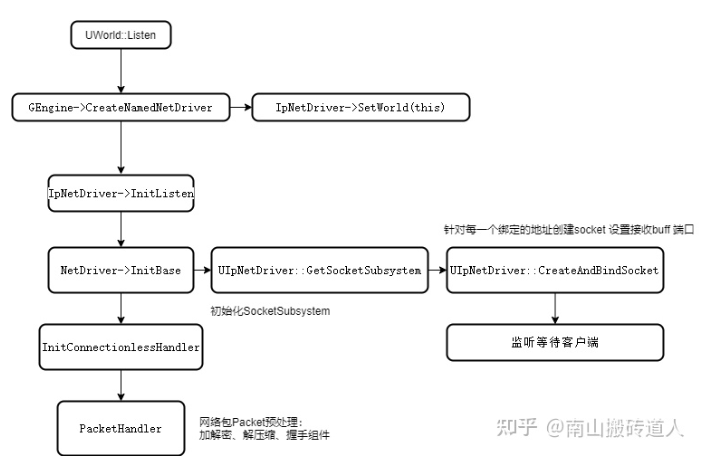 UWorld::Listen
GEngine->CreateNamedNetDriver
IpNetDriver->SetWorld(this)
IpNetDriver->InitListen
针对每一个绑定的地址创建socket 设置接收buff 端口
NetDriver->InitBase
UIpNetDriver::GetSocketSubsystem
UIpNetDriver::CreateAndBindSocket
初始化SocketSubsystem
InitConnectionlessHandler
监听等待客户端
PacketHandler
网络包Packet预处理：
加解密、解压缩、握手组件
知乎 @南山搬砖道人